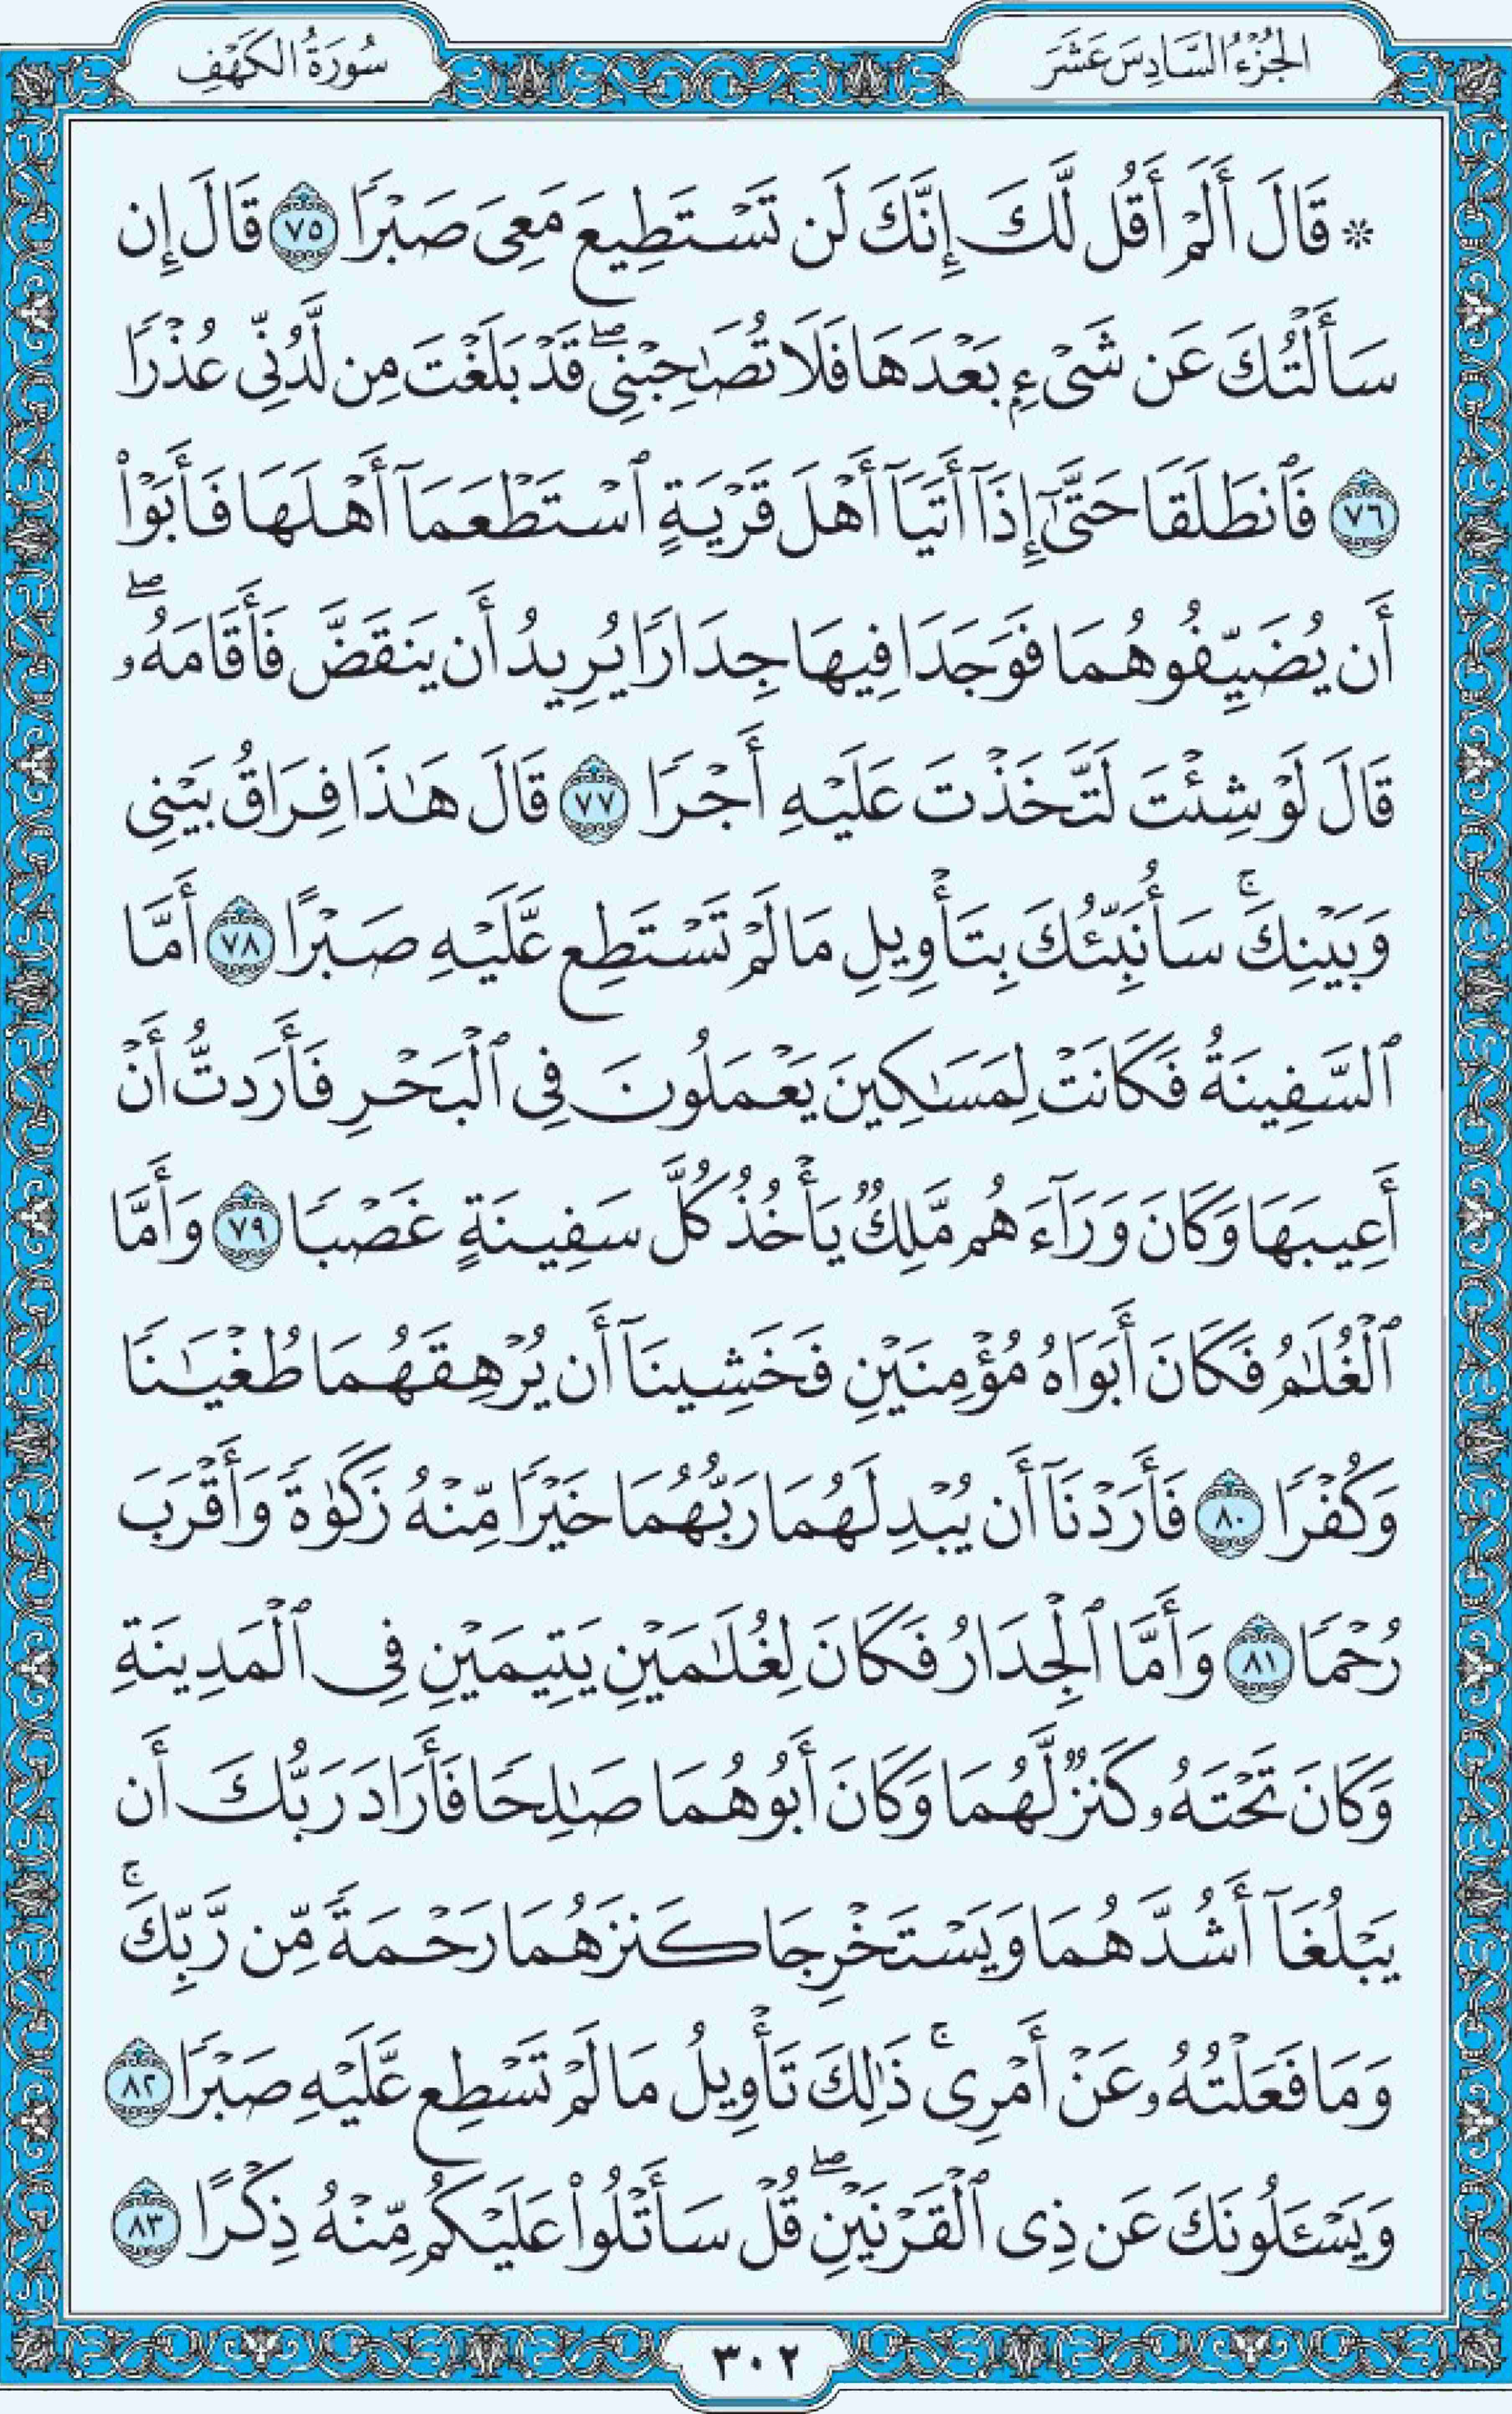 الجُزْءُ السَّادِسَ عَشَرَ
سُورَةُ الكَهْفِ
۞ قَالَ أَلَمْ أَقُل لَّكَ إِنَّكَ لَن تَسْتَطِيعَ مَعِىَ صَبْرًا ٧٥ قَالَ إِن
سَأَلْتُكَ عَن شَىْءٍۭ بَعْدَهَا فَلَا تُصَـٰحِبْنِىۖ قَدْ بَلَغْتَ مِن لَّدُنِّى عُذْرًا
٧٦ فَٱنطَلَقَا حَتَّىٰٓ إِذَآ أَتَيَآ أَهْلَ قَرْيَةٍ ٱسْتَطْعَمَآ أَهْلَهَا فَأَبَوْا۟
أَن يُضَيِّفُوهُمَا فَوَجَدَا فِيهَا جِدَارًا يُرِيدُ أَن يَنقَضَّ فَأَقَامَهُۥۖ
قَالَ لَوْ شِئْتَ لَتَّخَذْتَ عَلَيْهِ أَجْرًا ٧٧ قَالَ هَـٰذَا فِرَاقُ بَيْنِى
وَبَيْنِكَۚ سَأُنَبِّئُكَ بِتَأْوِيلِ مَا لَمْ تَسْتَطِع عَّلَيْهِ صَبْرًا ٧٨ أَمَّا
ٱلسَّفِينَةُ فَكَانَتْ لِمَسَـٰكِينَ يَعْمَلُونَ فِى ٱلْبَحْرِ فَأَرَدتُّ أَنْ
أَعِيبَهَا وَكَانَ وَرَآءَهُم مَّلِكٌ يَأْخُذُ كُلَّ سَفِينَةٍ غَصْبًا ٧٩ وَأَمَّا
ٱلْغُلَـٰمُ فَكَانَ أَبَوَاهُ مُؤْمِنَيْنِ فَخَشِينَآ أَن يُرْهِقَهُمَا طُغْيَـٰنًا
وَكُفْرًا ٨٠ فَأَرَدْنَآ أَن يُبْدِلَهُمَا رَبُّهُمَا خَيْرًا مِّنْهُ زَكَوٰةً وَأَقْرَبَ
رُحْمًا ٨١ وَأَمَّا ٱلْجِدَارُ فَكَانَ لِغُلَـٰمَيْنِ يَتِيمَيْنِ فِى ٱلْمَدِينَةِ
وَكَانَ تَحْتَهُۥ كَنزٌ لَّهُمَا وَكَانَ أَبُوهُمَا صَـٰلِحًا فَأَرَادَ رَبُّكَ أَن
يَبْلُغَآ أَشُدَّهُمَا وَيَسْتَخْرِجَا كَنزَهُمَا رَحْمَةً مِّن رَّبِّكَۚ
وَمَا فَعَلْتُهُۥ عَنْ أَمْرِىۚ ذَٰلِكَ تَأْوِيلُ مَا لَمْ تَسْطِع عَّلَيْهِ صَبْرًا ٨٢
وَيَسْـَٔلُونَكَ عَن ذِى ٱلْقَرْنَيْنِۖ قُلْ سَأَتْلُوا۟ عَلَيْكُم مِّنْهُ ذِكْرًا ٨٣
٣٠٢